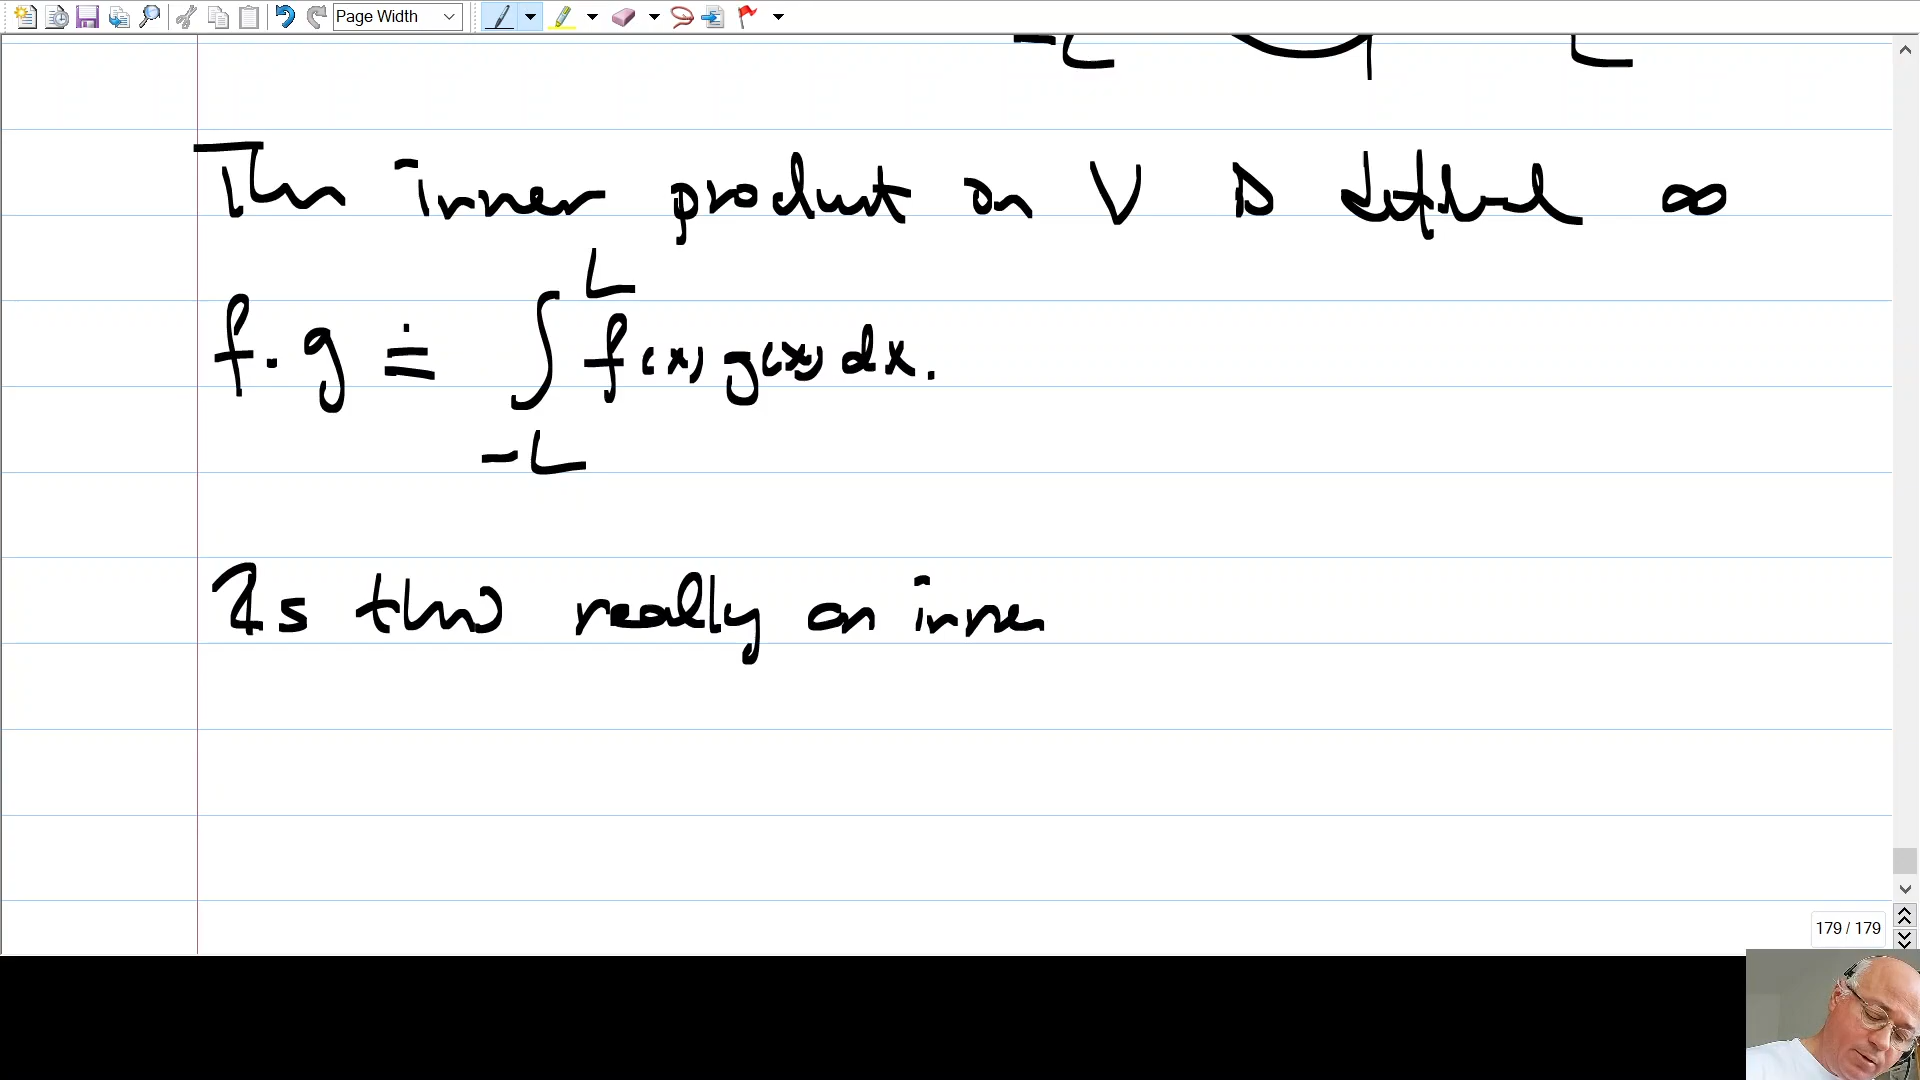 Page Width
-L L
The inner product on V is defined as
f . g ≐ ∫_{-L}^{L} f(x) g(x) dx.
Is this really an inner
179 / 179